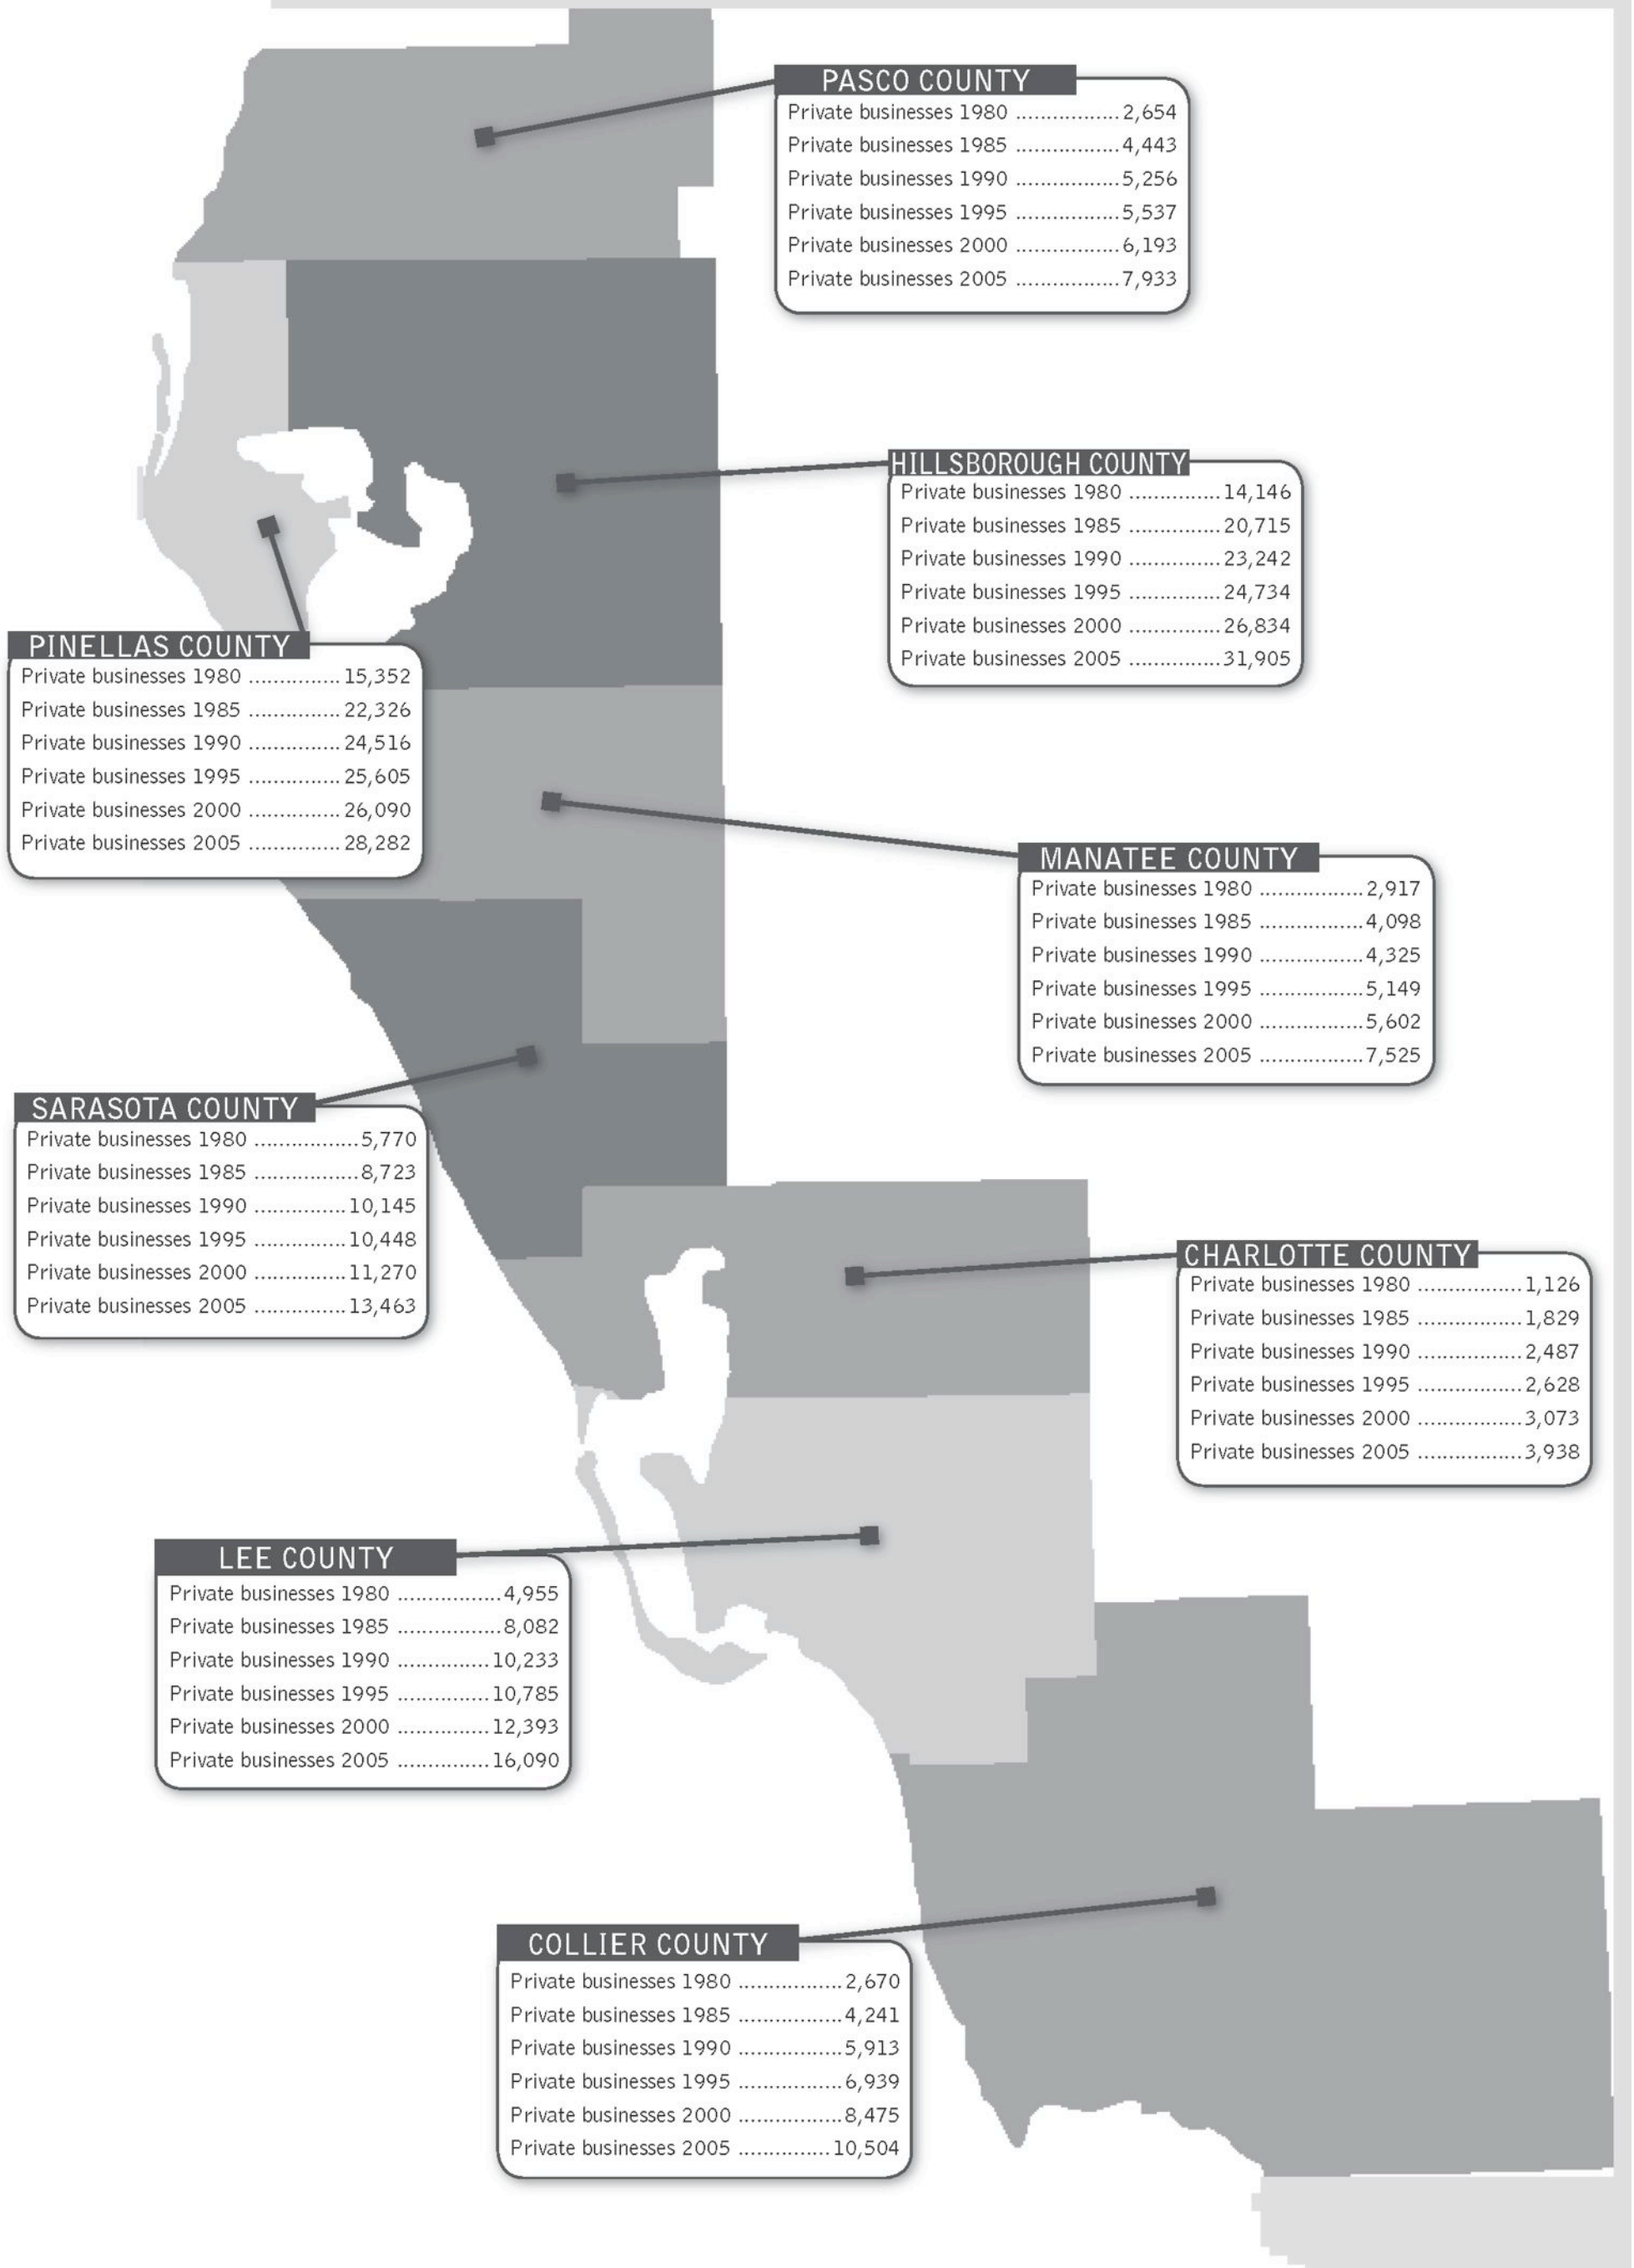 PASCO COUNTY
Private businesses 1980 .................2,654
Private businesses 1985 .................4,443
Private businesses 1990 .................5,256
Private businesses 1995 .................5,537
Private businesses 2000 .................6,193
Private businesses 2005 .................7,933
HILLSBOROUGH COUNTY
Private businesses 1980 ...............14,146
Private businesses 1985 ...............20,715
Private businesses 1990 ...............23,242
Private businesses 1995 ...............24,734
Private businesses 2000 ...............26,834
Private businesses 2005 ...............31,905
PINELLAS COUNTY
Private businesses 1980 ...............15,352
Private businesses 1985 ...............22,326
Private businesses 1990 ...............24,516
Private businesses 1995 ...............25,605
Private businesses 2000 ...............26,090
Private businesses 2005 ...............28,282
MANATEE COUNTY
Private businesses 1980 .................2,917
Private businesses 1985 .................4,098
Private businesses 1990 .................4,325
Private businesses 1995 .................5,149
Private businesses 2000 .................5,602
Private businesses 2005 .................7,525
SARASOTA COUNTY
Private businesses 1980 .................5,770
Private businesses 1985 .................8,723
Private businesses 1990 ...............10,145
Private businesses 1995 ...............10,448
Private businesses 2000 ...............11,270
Private businesses 2005 ...............13,463
CHARLOTTE COUNTY
Private businesses 1980 .................1,126
Private businesses 1985 .................1,829
Private businesses 1990 .................2,487
Private businesses 1995 .................2,628
Private businesses 2000 .................3,073
Private businesses 2005 .................3,938
LEE COUNTY
Private businesses 1980 .................4,955
Private businesses 1985 .................8,082
Private businesses 1990 ...............10,233
Private businesses 1995 ...............10,785
Private businesses 2000 ...............12,393
Private businesses 2005 ...............16,090
COLLIER COUNTY
Private businesses 1980 .................2,670
Private businesses 1985 .................4,241
Private businesses 1990 .................5,913
Private businesses 1995 .................6,939
Private businesses 2000 .................8,475
Private businesses 2005 ...............10,504